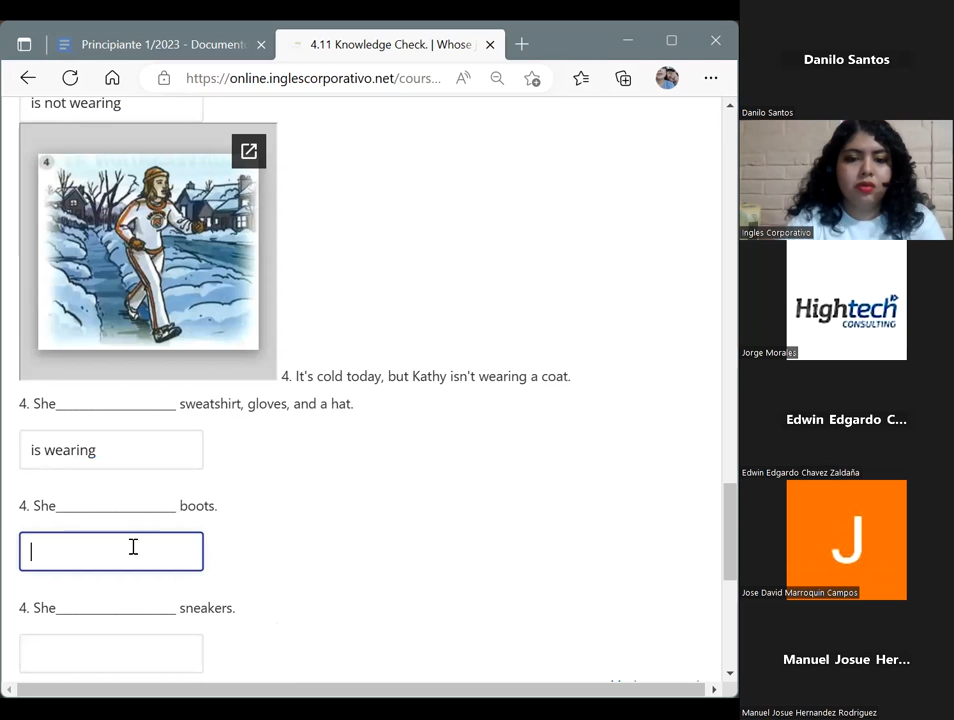 Principiante 1/2023 - Document
4.11 Knowledge Check. | Whose
https://online.inglescorporativo.net/cours...
is not wearing
4
4. It's cold today, but Kathy isn't wearing a coat.
4. She________________ sweatshirt, gloves, and a hat.
is wearing
4. She________________ boots.
4. She________________ sneakers.
Danilo Santos
Danilo Santos
Ingles Corporativo
Hightech
CONSULTING
Jorge Morales
Edwin Edgardo C...
Edwin Edgardo Chavez Zaldaña
J
Jose David Marroquin Campos
Manuel Josue Her...
Manuel Josue Hernandez Rodriguez